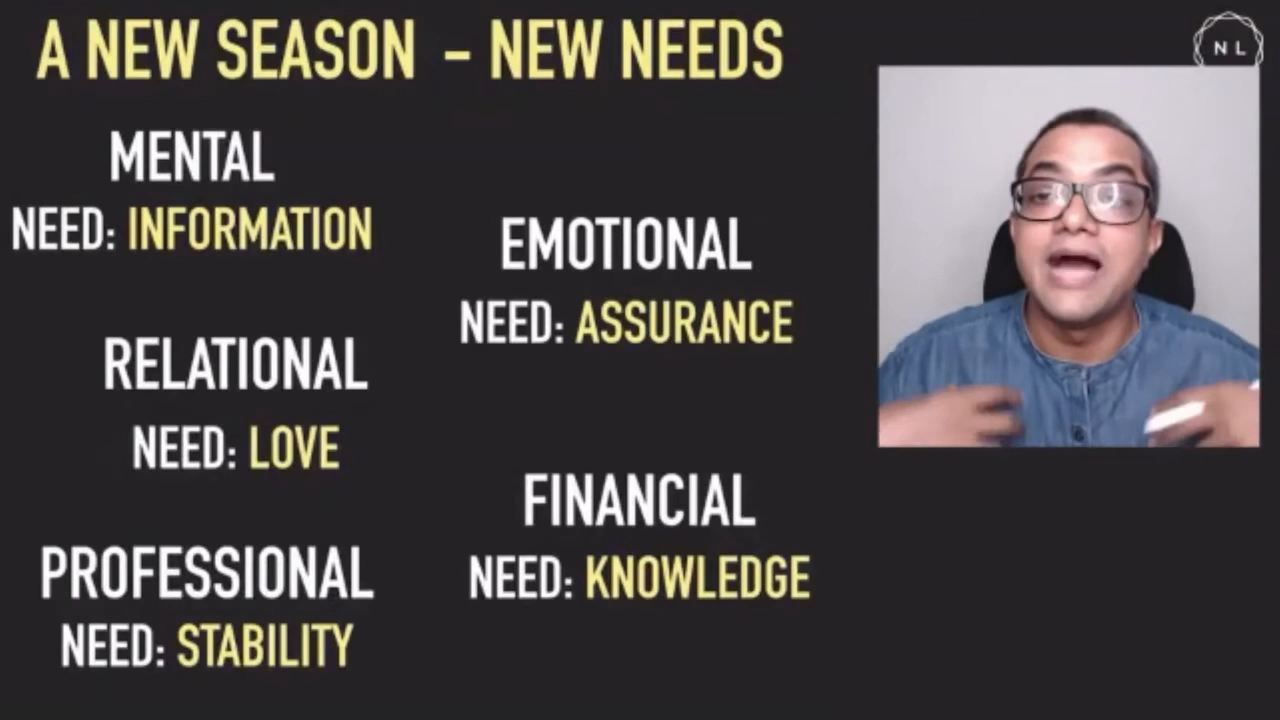 A NEW SEASON - NEW NEEDS
NL
MENTAL
NEED: INFORMATION
EMOTIONAL
NEED: ASSURANCE
RELATIONAL
NEED: LOVE
FINANCIAL
NEED: KNOWLEDGE
PROFESSIONAL
NEED: STABILITY